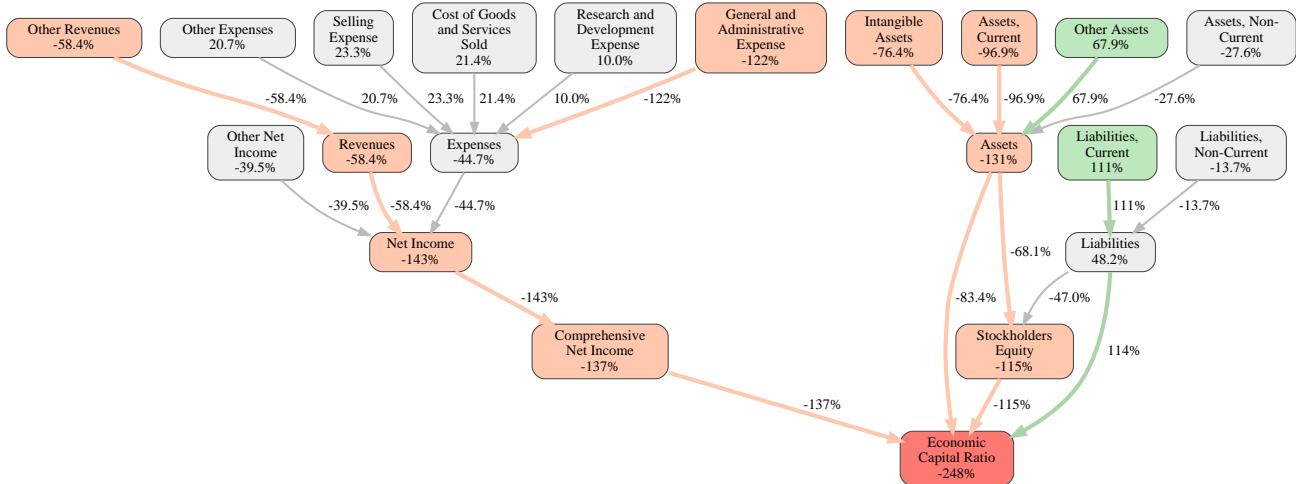 Other Revenues
-58.4%
Other Expenses
20.7%
Selling
Expense
23.3%
Cost of Goods
and Services
Sold
21.4%
Research and
Development
Expense
10.0%
General and
Administrative
Expense
-122%
Intangible
Assets
-76.4%
Assets,
Current
-96.9%
Other Assets
67.9%
Assets, Non-
Current
-27.6%
-58.4%
20.7%
23.3%
21.4%
10.0%
-122%
-76.4%
-96.9%
67.9%
-27.6%
Other Net
Income
-39.5%
Revenues
-58.4%
Expenses
-44.7%
Assets
-131%
Liabilities,
Current
111%
Liabilities,
Non-Current
-13.7%
-39.5%
-58.4%
-44.7%
111%
-13.7%
Net Income
-143%
-68.1%
Liabilities
48.2%
-143%
-83.4%
-47.0%
Comprehensive
Net Income
-137%
Stockholders
Equity
-115%
114%
-137%
-115%
Economic
Capital Ratio
-248%